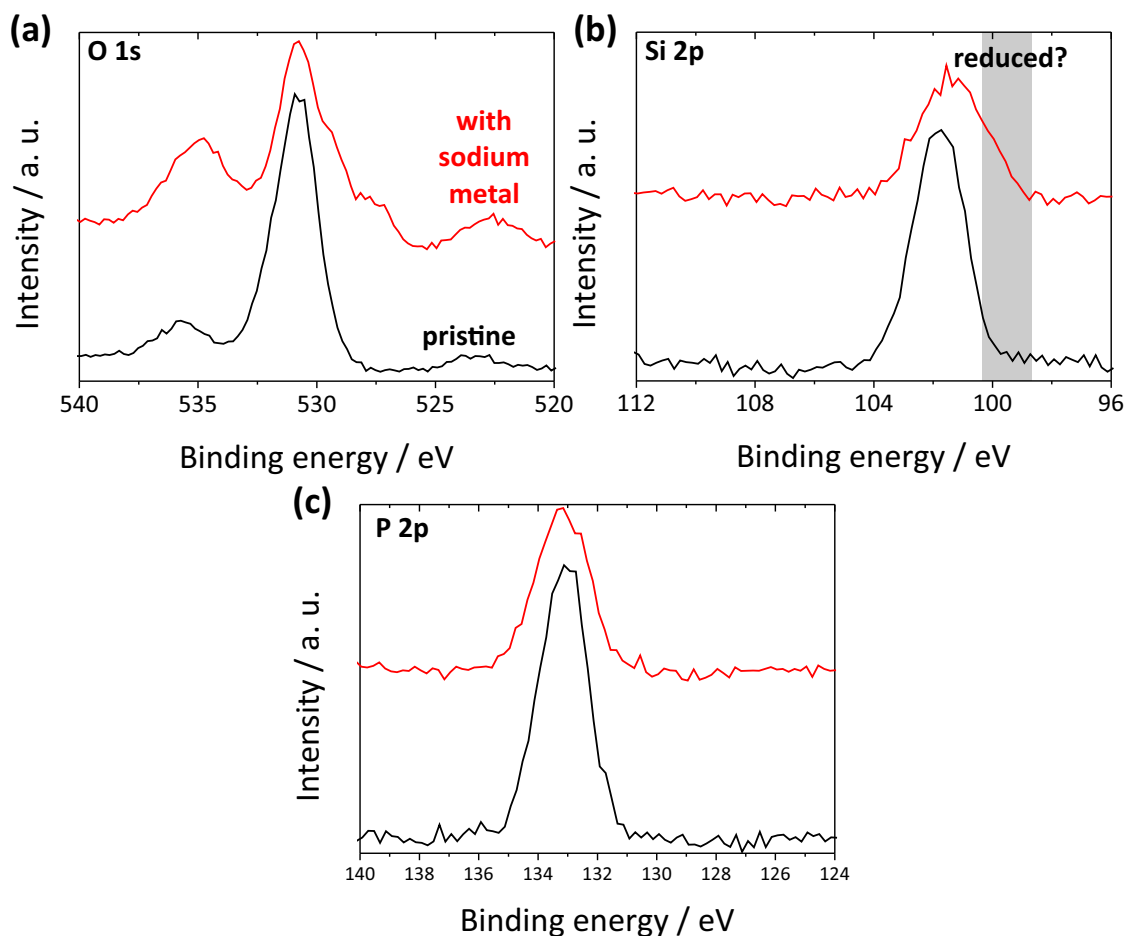 (a)
O 1s
with
sodium
metal
pristine
Intensity / a. u.
540 535 530 525 520
Binding energy / eV
(b)
Si 2p
reduced?
Intensity / a. u.
112 108 104 100 96
Binding energy / eV
(c)
P 2p
Intensity / a. u.
140 138 136 134 132 130 128 126 124
Binding energy / eV